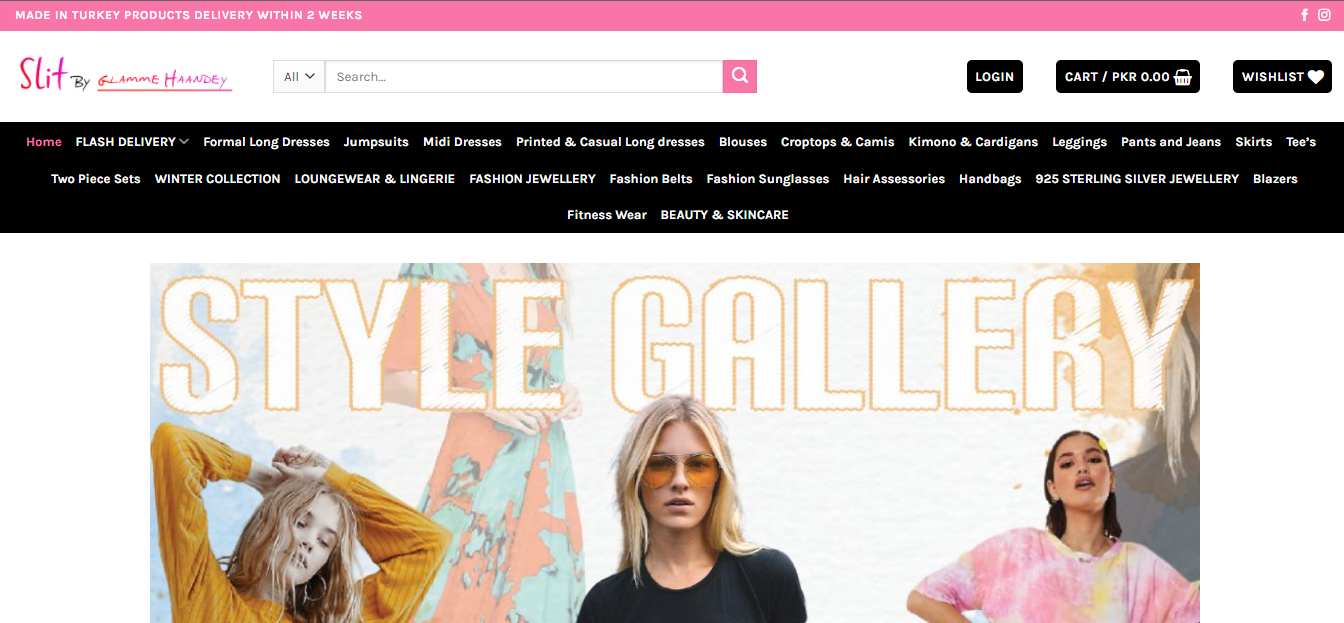 MADE IN TURKEY PRODUCTS DELIVERY WITHIN 2 WEEKS
Slit By GLAMME HAANDEY
All
Search...
LOGIN
CART / PKR 0.00
WISHLIST
Home FLASH DELIVERY Formal Long Dresses Jumpsuits Midi Dresses Printed & Casual Long dresses Blouses Croptops & Camis Kimono & Cardigans Leggings Pants and Jeans Skirts Tee's
Two Piece Sets WINTER COLLECTION LOUNGEWEAR & LINGERIE FASHION JEWELLERY Fashion Belts Fashion Sunglasses Hair Assessories Handbags 925 STERLING SILVER JEWELLERY Blazers
Fitness Wear BEAUTY & SKINCARE
STYLE GALLERY